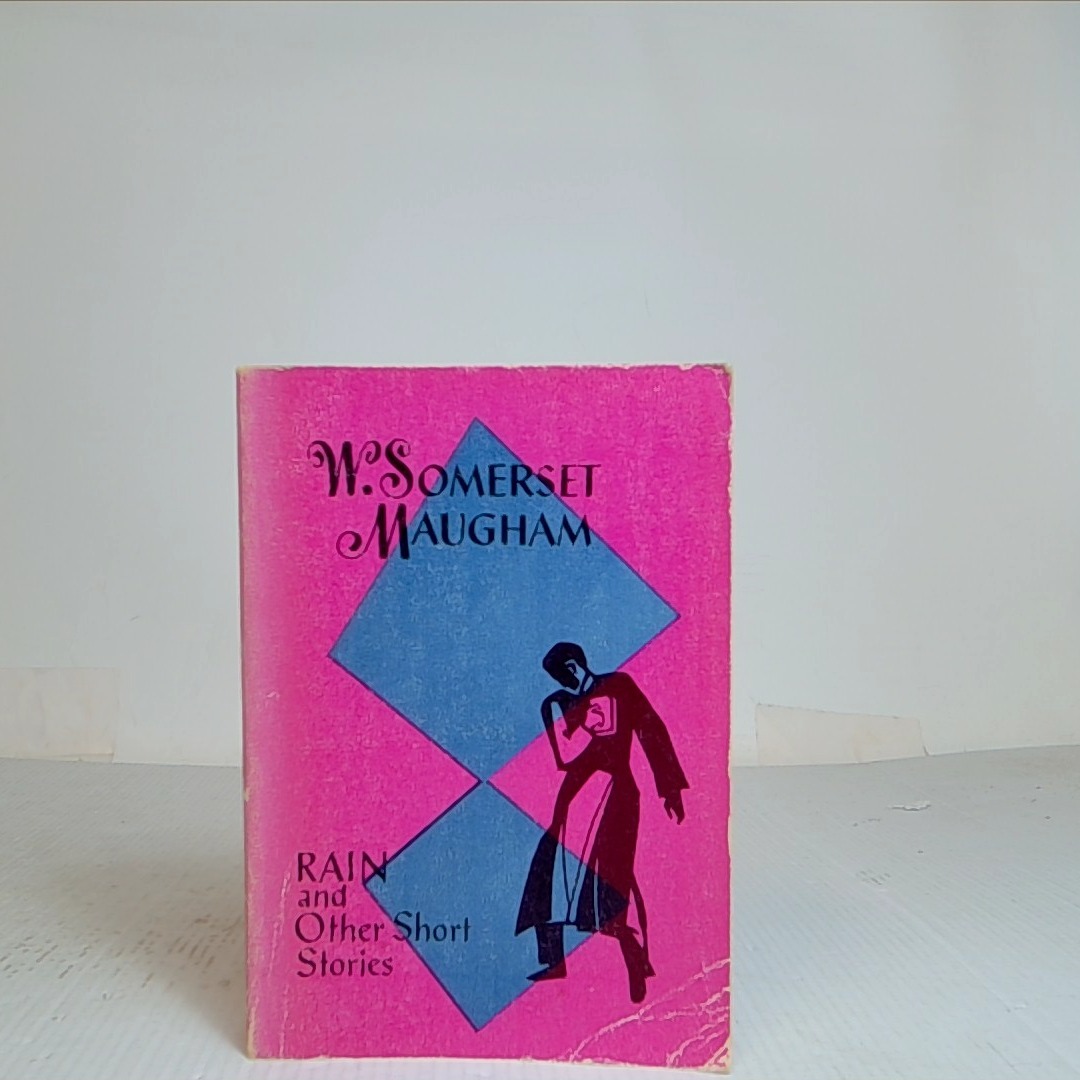 W. SOMERSET
MAUGHAM
RAIN
and
Other Short
Stories